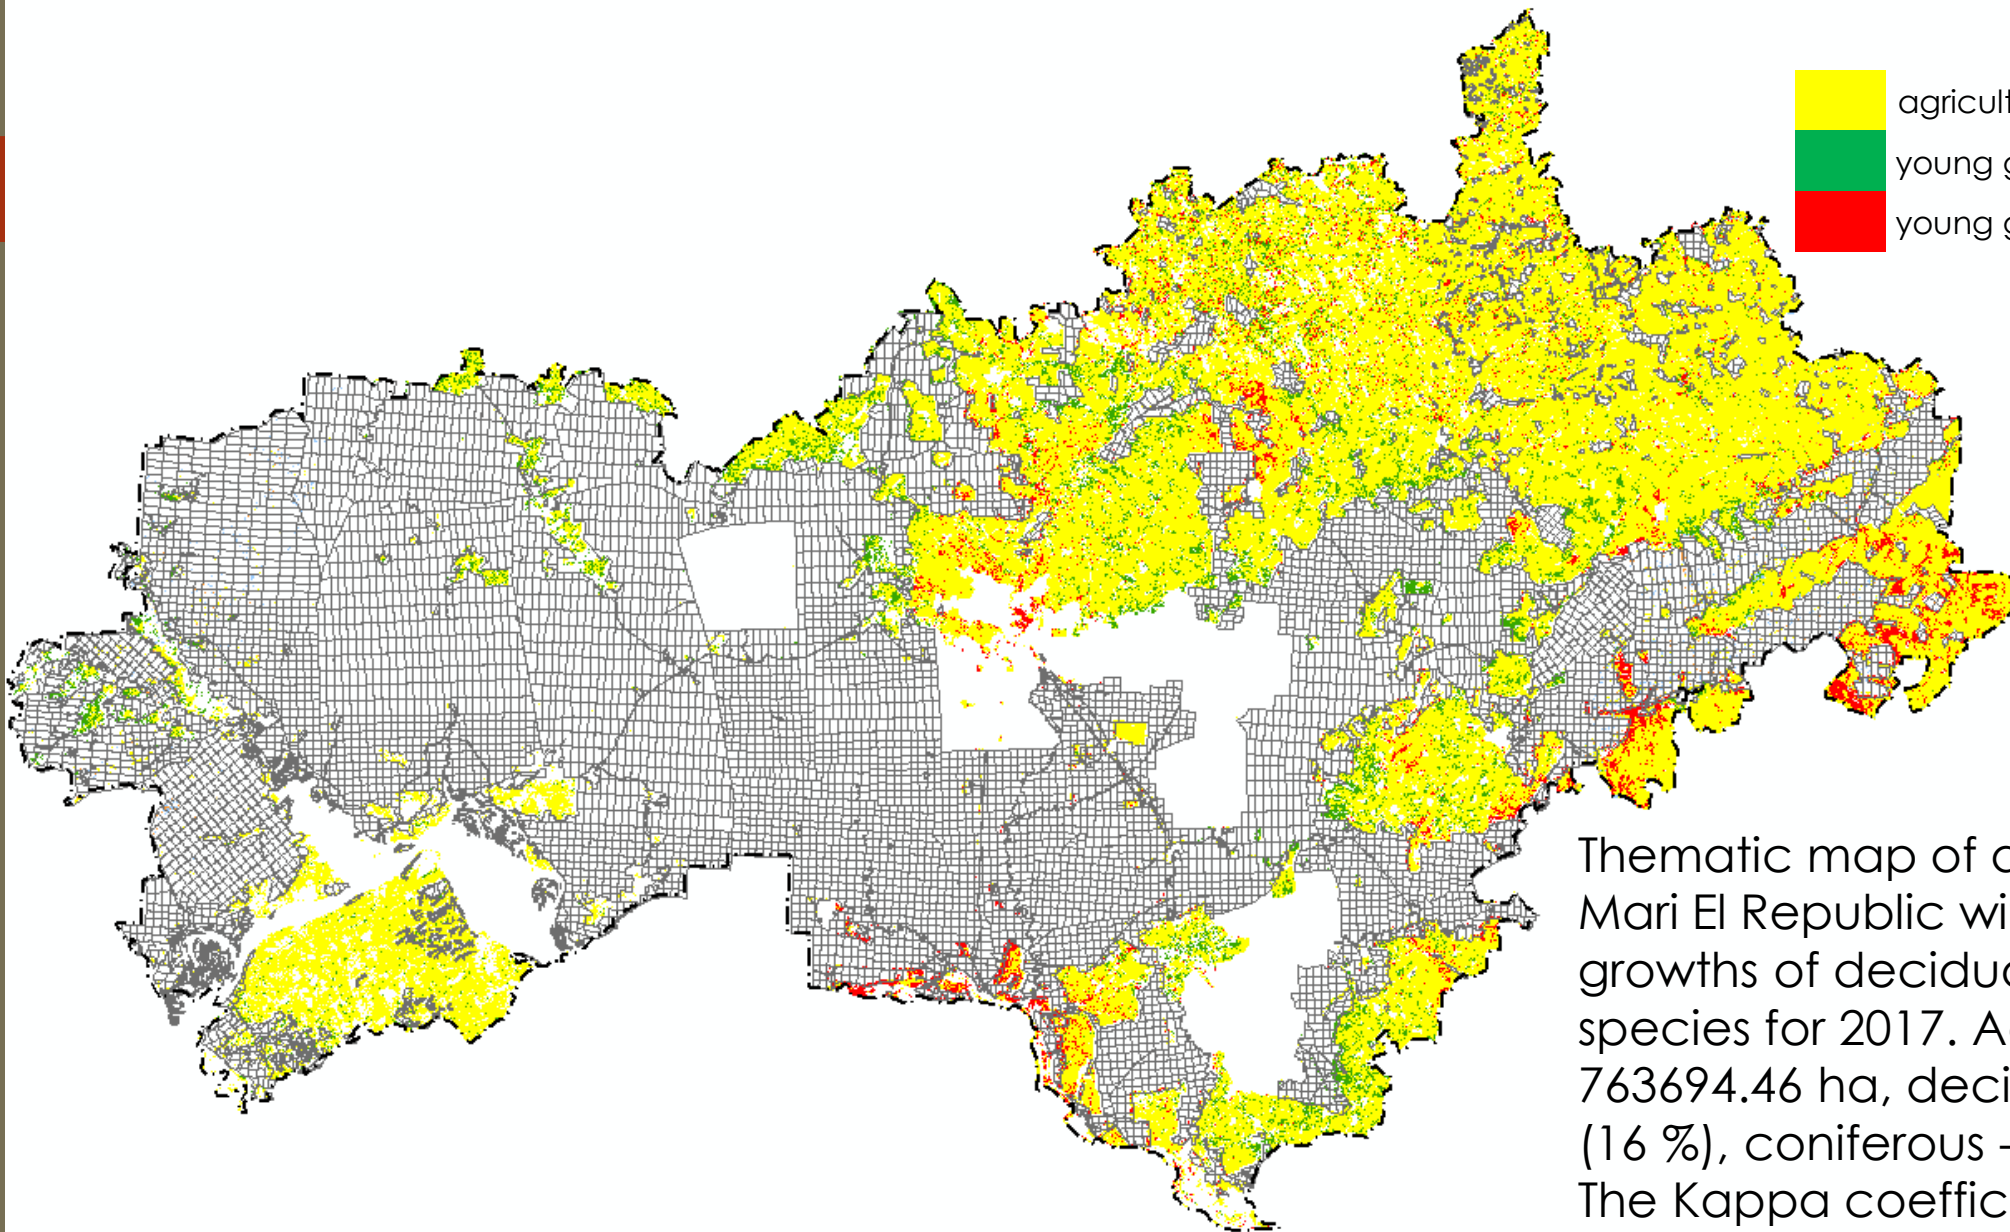 agricult
young g
young g
Thematic map of
Mari El Republic wi
growths of decidu
species for 2017. A
763694.46 ha, deci
(16 %), coniferous -
The Kappa coeffic